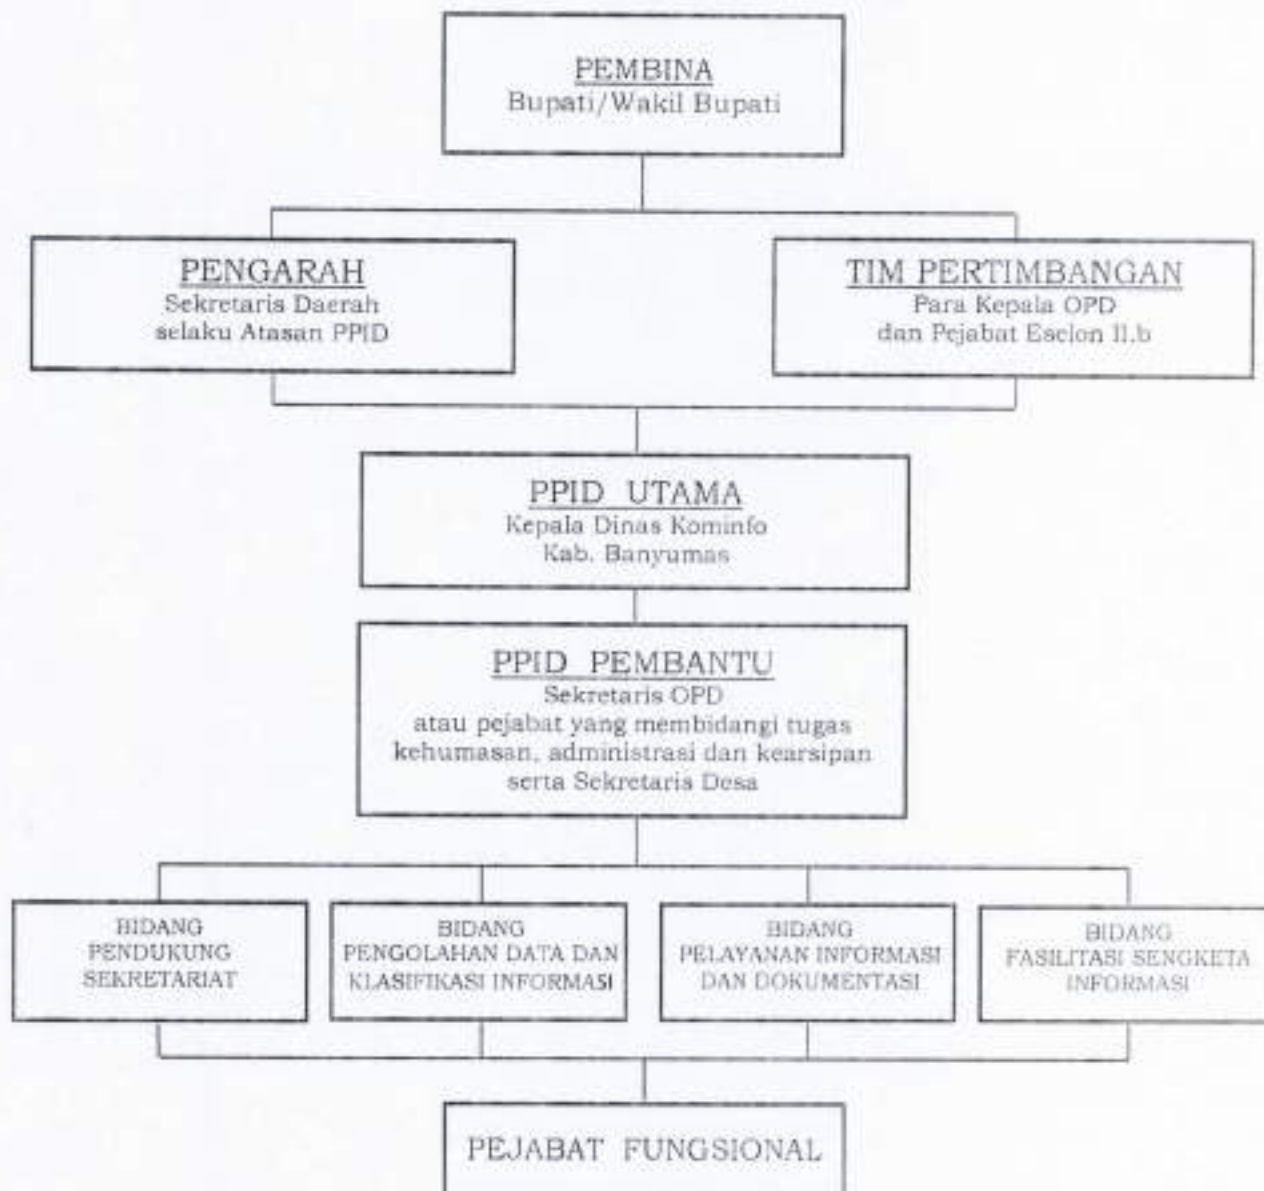 PEMBINA
Bupati/Wakil Bupati
PENGARAH
Sekretaris Daerah
selaku Atasan PPID
TIM PERTIMBANGAN
Para Kepala OPD
dan Pejabat Eselon II.b
PPID UTAMA
Kepala Dinas Kominfo
Kab. Banyumas
PPID PEMBANTU
Sekretaris OPD
atau pejabat yang membidangi tugas
kehumasan, administrasi dan kearsipan
serta Sekretaris Desa
BIDANG
PENDUKUNG
SEKRETARIAT
BIDANG
PENGOLAHAN DATA DAN
KLASIFIKASI INFORMASI
BIDANG
PELAYANAN INFORMASI
DAN DOKUMENTASI
BIDANG
FASILITASI SENGKETA
INFORMASI
PEJABAT FUNGSIONAL